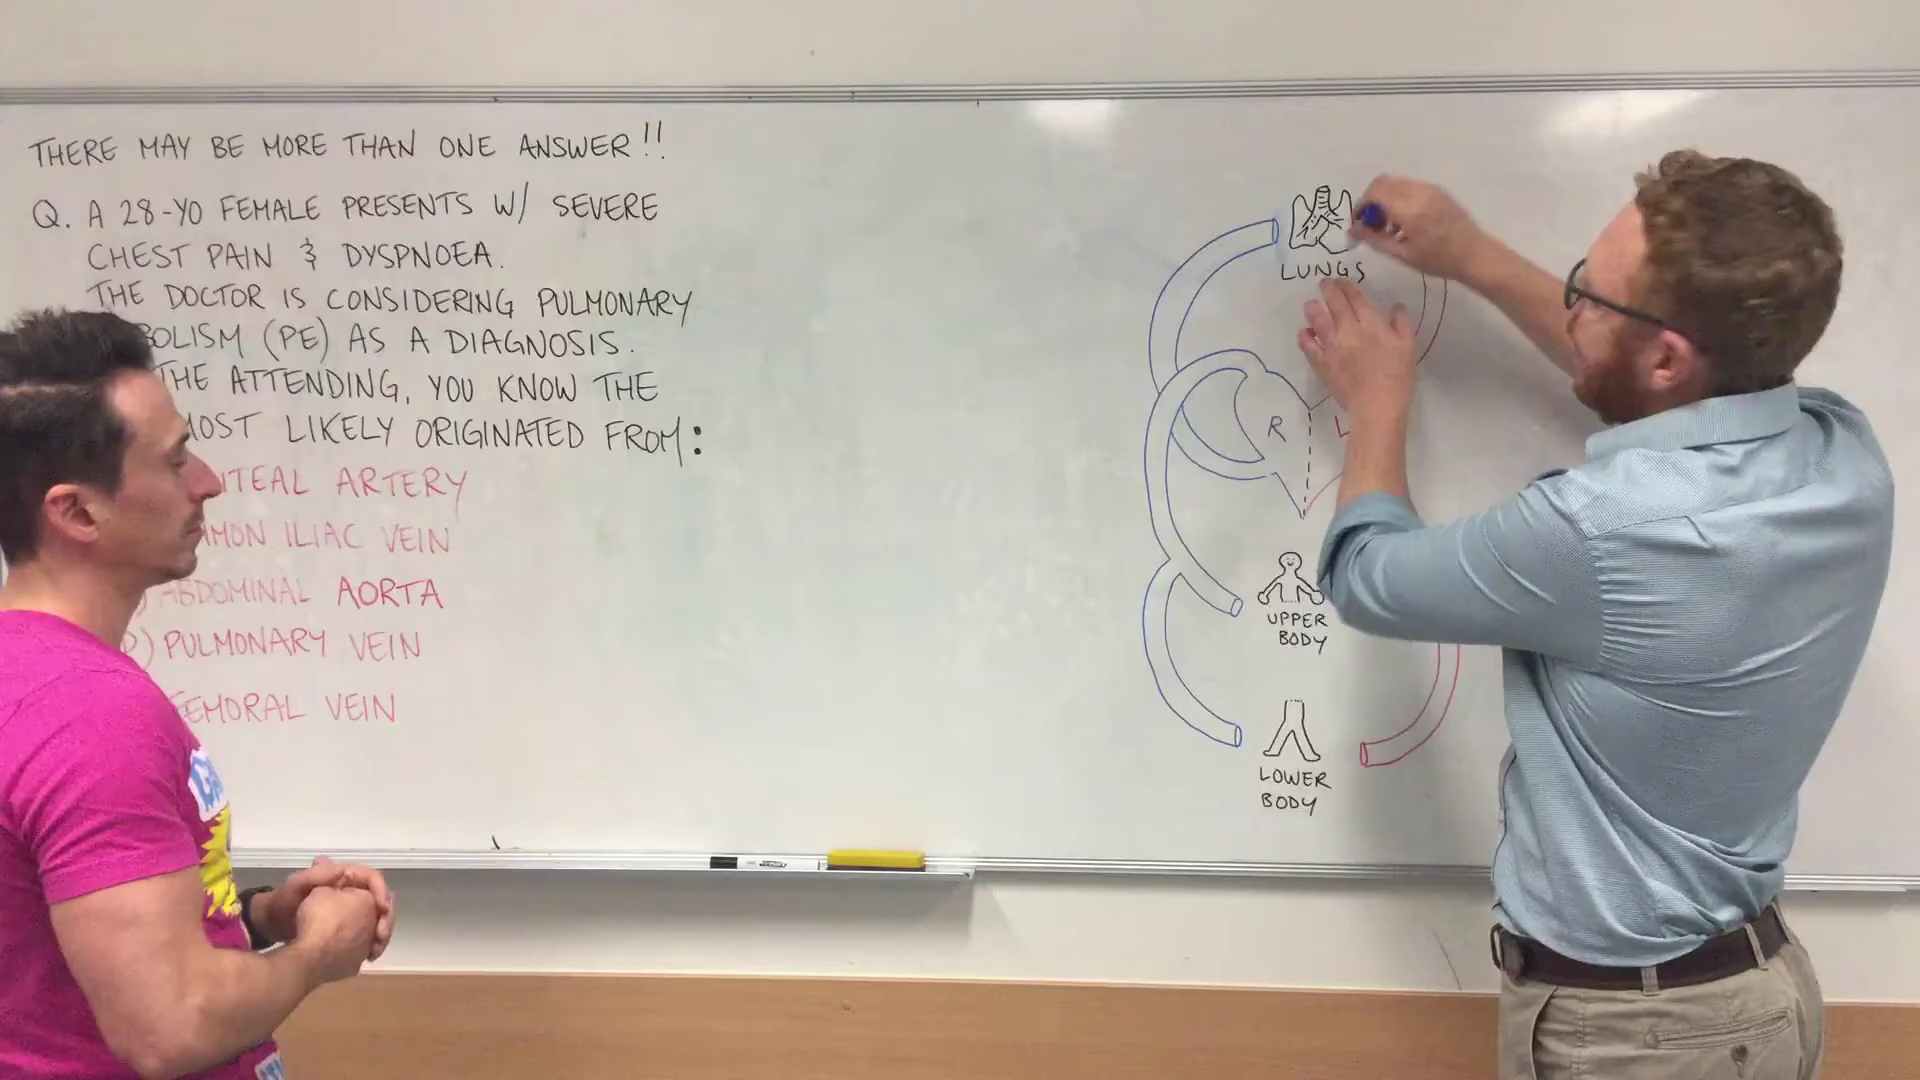 THERE MAY BE MORE THAN ONE ANSWER!!
Q. A 28-YO FEMALE PRESENTS W/ SEVERE
CHEST PAIN & DYSPNOEA.
THE DOCTOR IS CONSIDERING PULMONARY
BOLISM (PE) AS A DIAGNOSIS.
THE ATTENDING, YOU KNOW THE
MOST LIKELY ORIGINATED FROM:
ITEAL ARTERY
MMON ILIAC VEIN
) ABDOMINAL AORTA
D) PULMONARY VEIN
FEMORAL VEIN
LUNGS
R L
UPPER
BODY
LOWER
BODY